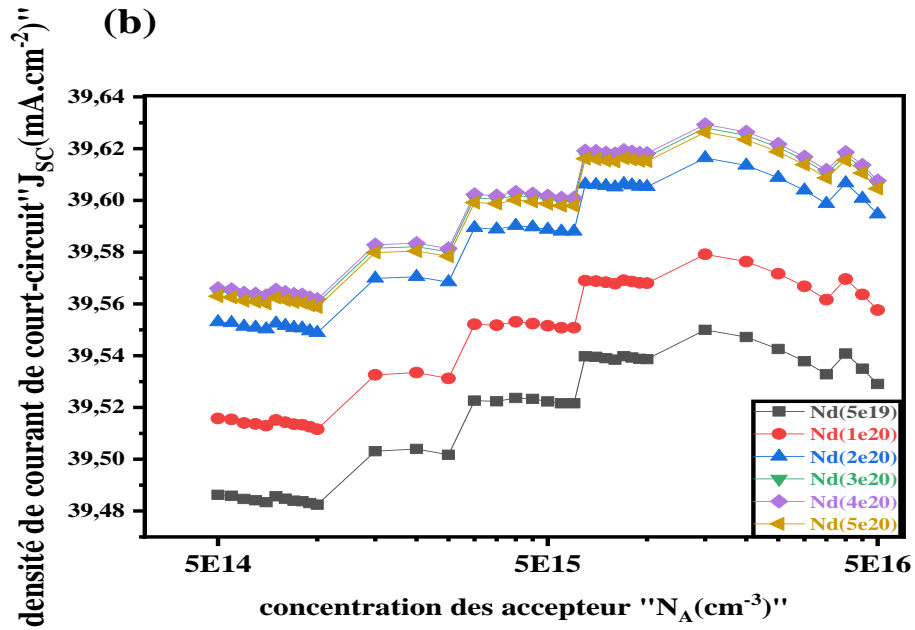 (b)
densité de courant de court-circuit"J_SC(mA.cm^-2)"
39,64
39,62
39,60
39,58
39,56
39,54
39,52
39,50
39,48
5E14
5E15
5E16
concentration des accepteur "N_A(cm^-3)"
Nd(5e19)
Nd(1e20)
Nd(2e20)
Nd(3e20)
Nd(4e20)
Nd(5e20)